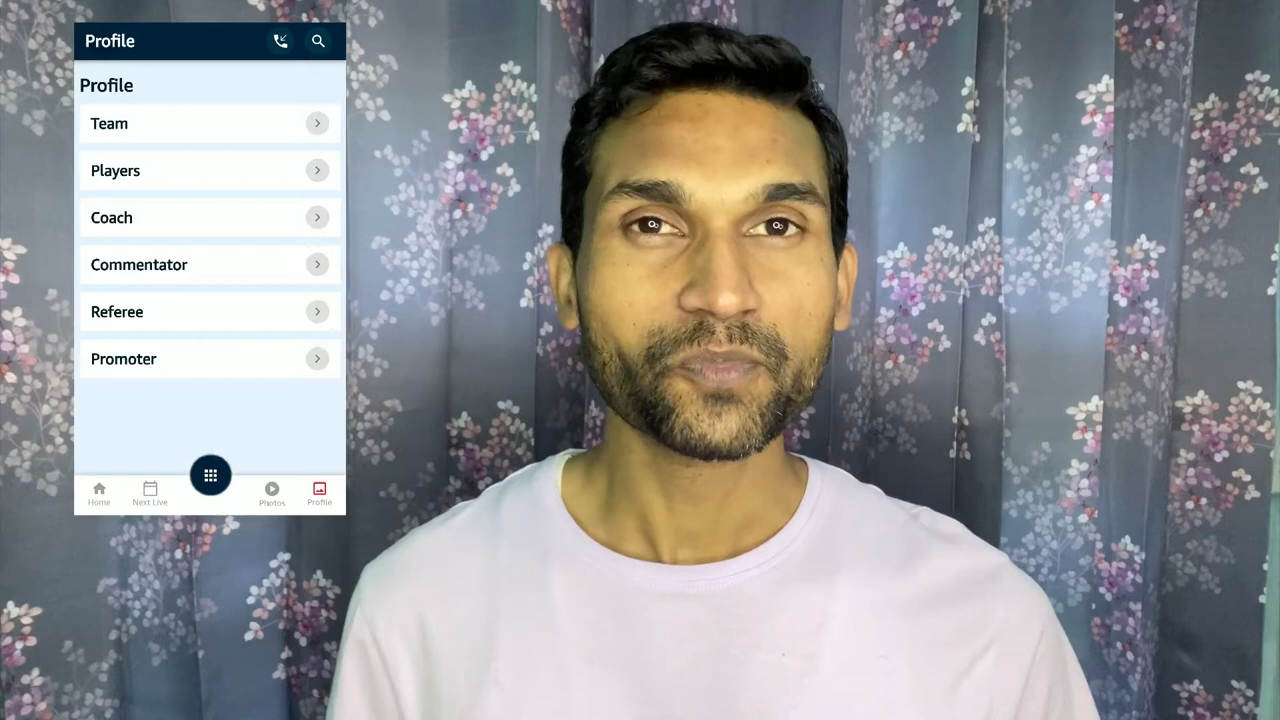 Profile
Profile
Team
Players
Coach
Commentator
Referee
Promoter
Home
Next Live
Photos
Profile